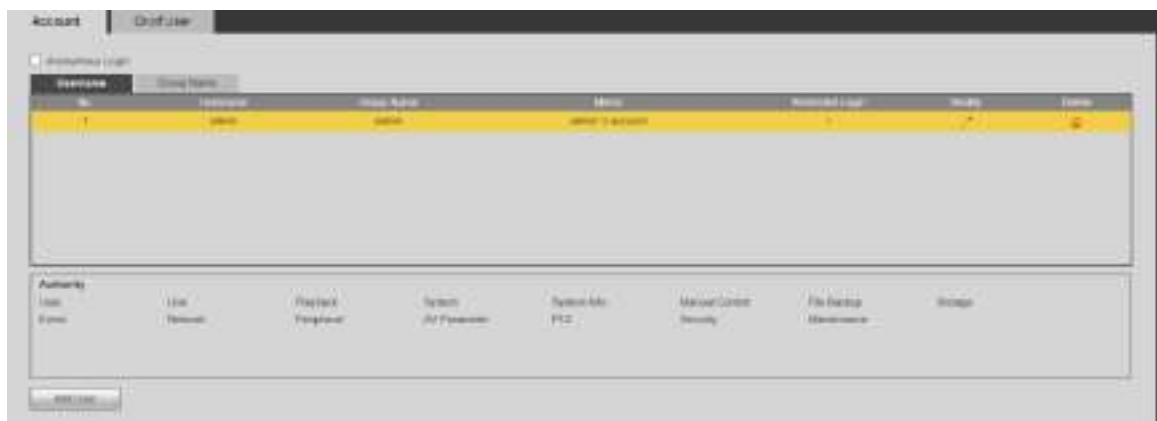 Account Onvif User
Anonymous Login
Username Group Name
No. Username Group Name Memo Restricted Login Modify Delete
1 admin admin admin 's account
Authority
User Live Playback System System Info Manual Control File Backup Storage
Event Network Peripheral AV Parameter PTZ Security Maintenance
Add User